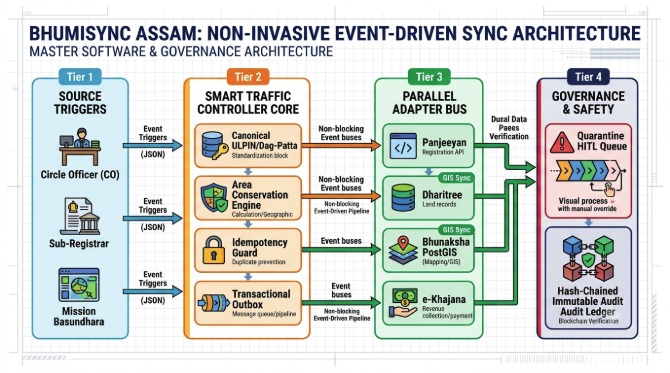 BHUMISYNC ASSAM: NON-INVASIVE EVENT-DRIVEN SYNC ARCHITECTURE
MASTER SOFTWARE & GOVERNANCE ARCHITECTURE
Tier 1
SOURCE
TRIGGERS
Circle Officer (CO)
Sub-Registrar
Mission
Basundhara
Event
Triggers
(JSON)
Event
Triggers
(JSON)
Event
Triggers
(JSON)
Tier 2
SMART TRAFFIC
CONTROLLER CORE
Canonical
ULPIN/Dag-Patta
Standardization block
Area
Conservation
Engine
Calculation/Geographic
Idempotency
Guard
Duplicate prevention
Transactional
Outbox
Message queue/pipeline
Non-blocking
Event buses
Non-blocking
Event buses
Non-blocking
Event-Driven Pipeline
Event buses
Event
buses
Non-blocking
Event-Driven Pipeline
Tier 3
PARALLEL
ADAPTER BUS
Panjeeyan
Registration API
GIS Sync
Dharitree
Land records
GIS Sync
Bhunaksha
PostGIS
(Mapping/GIS)
e-Khajana
Revenue
collection/payment
Dural Data
Paees
Verification
Tier 4
GOVERNANCE
& SAFETY
Quarantine
HITL Queue
Visual process
with manual override
Hash-Chained
Immutable Audit
Audit Ledger
Blockchain Verification